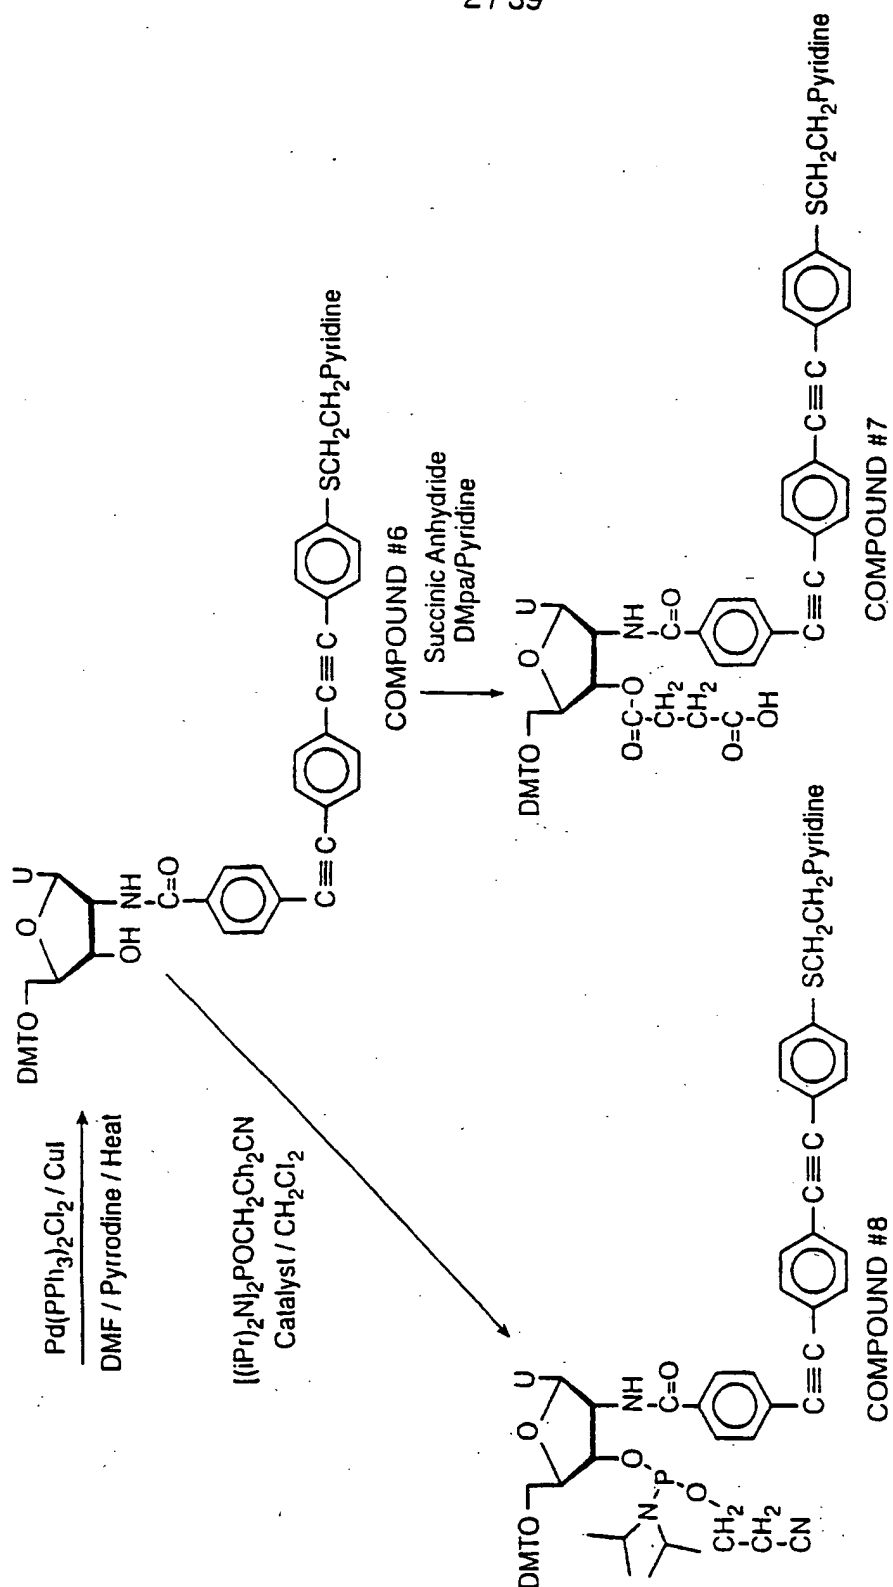 2 / 39
Pd(PPh3)2Cl2 / CuI
DMF / Pyrrodine / Heat
DMTO
O
U
OH NH
C=O
C≡C
C≡C
SCH2CH2Pyridine
COMPOUND #6
[(iPr)2N]2POCH2Ch2CN
Catalyst / CH2Cl2
Succinic Anhydride
DMpa/Pyridine
DMTO
O
U
O NH
P C=O
N O
CH2
CH2
C-CN
C≡C
C≡C
SCH2CH2Pyridine
COMPOUND #8
DMTO
O
U
O NH
O=C C=O
CH2
CH2
O=C
OH
C≡C
C≡C
SCH2CH2Pyridine
COMPOUND #7